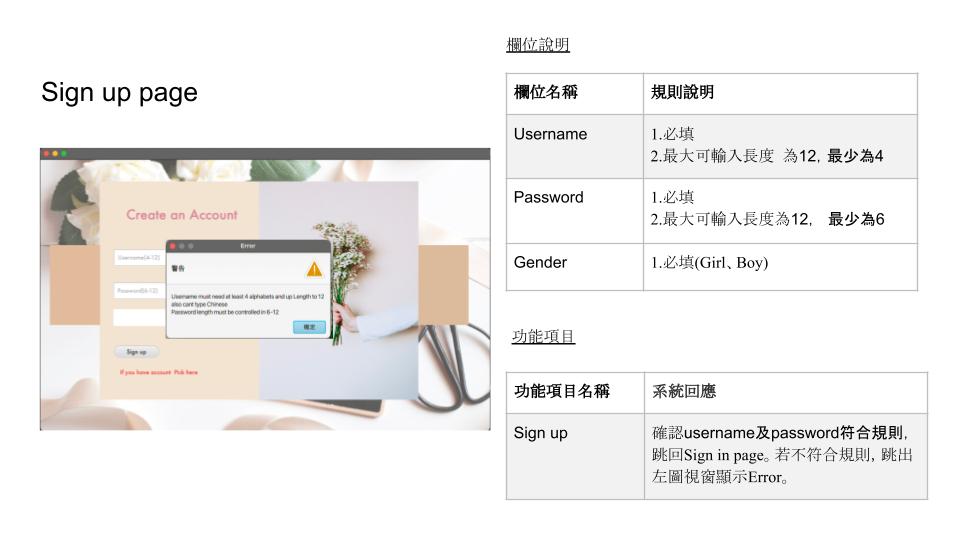 Sign up page
Create an Account
Username[4-12]
Password[6-12]
Error
警告
Username must need at least 4 alphabets and up Length to 12
also cant type Chinese
Password length must be controlled in 6-12
確定
Sign up
If you have account Pick here
欄位說明
欄位名稱 規則說明
Username 1.必填
2.最大可輸入長度 為12, 最少為4
Password 1.必填
2.最大可輸入長度為12, 最少為6
Gender 1.必填(Girl、Boy)
功能項目
功能項目名稱 系統回應
Sign up 確認username及password符合規則,
跳回Sign in page。若不符合規則, 跳出
左圖視窗顯示Error。